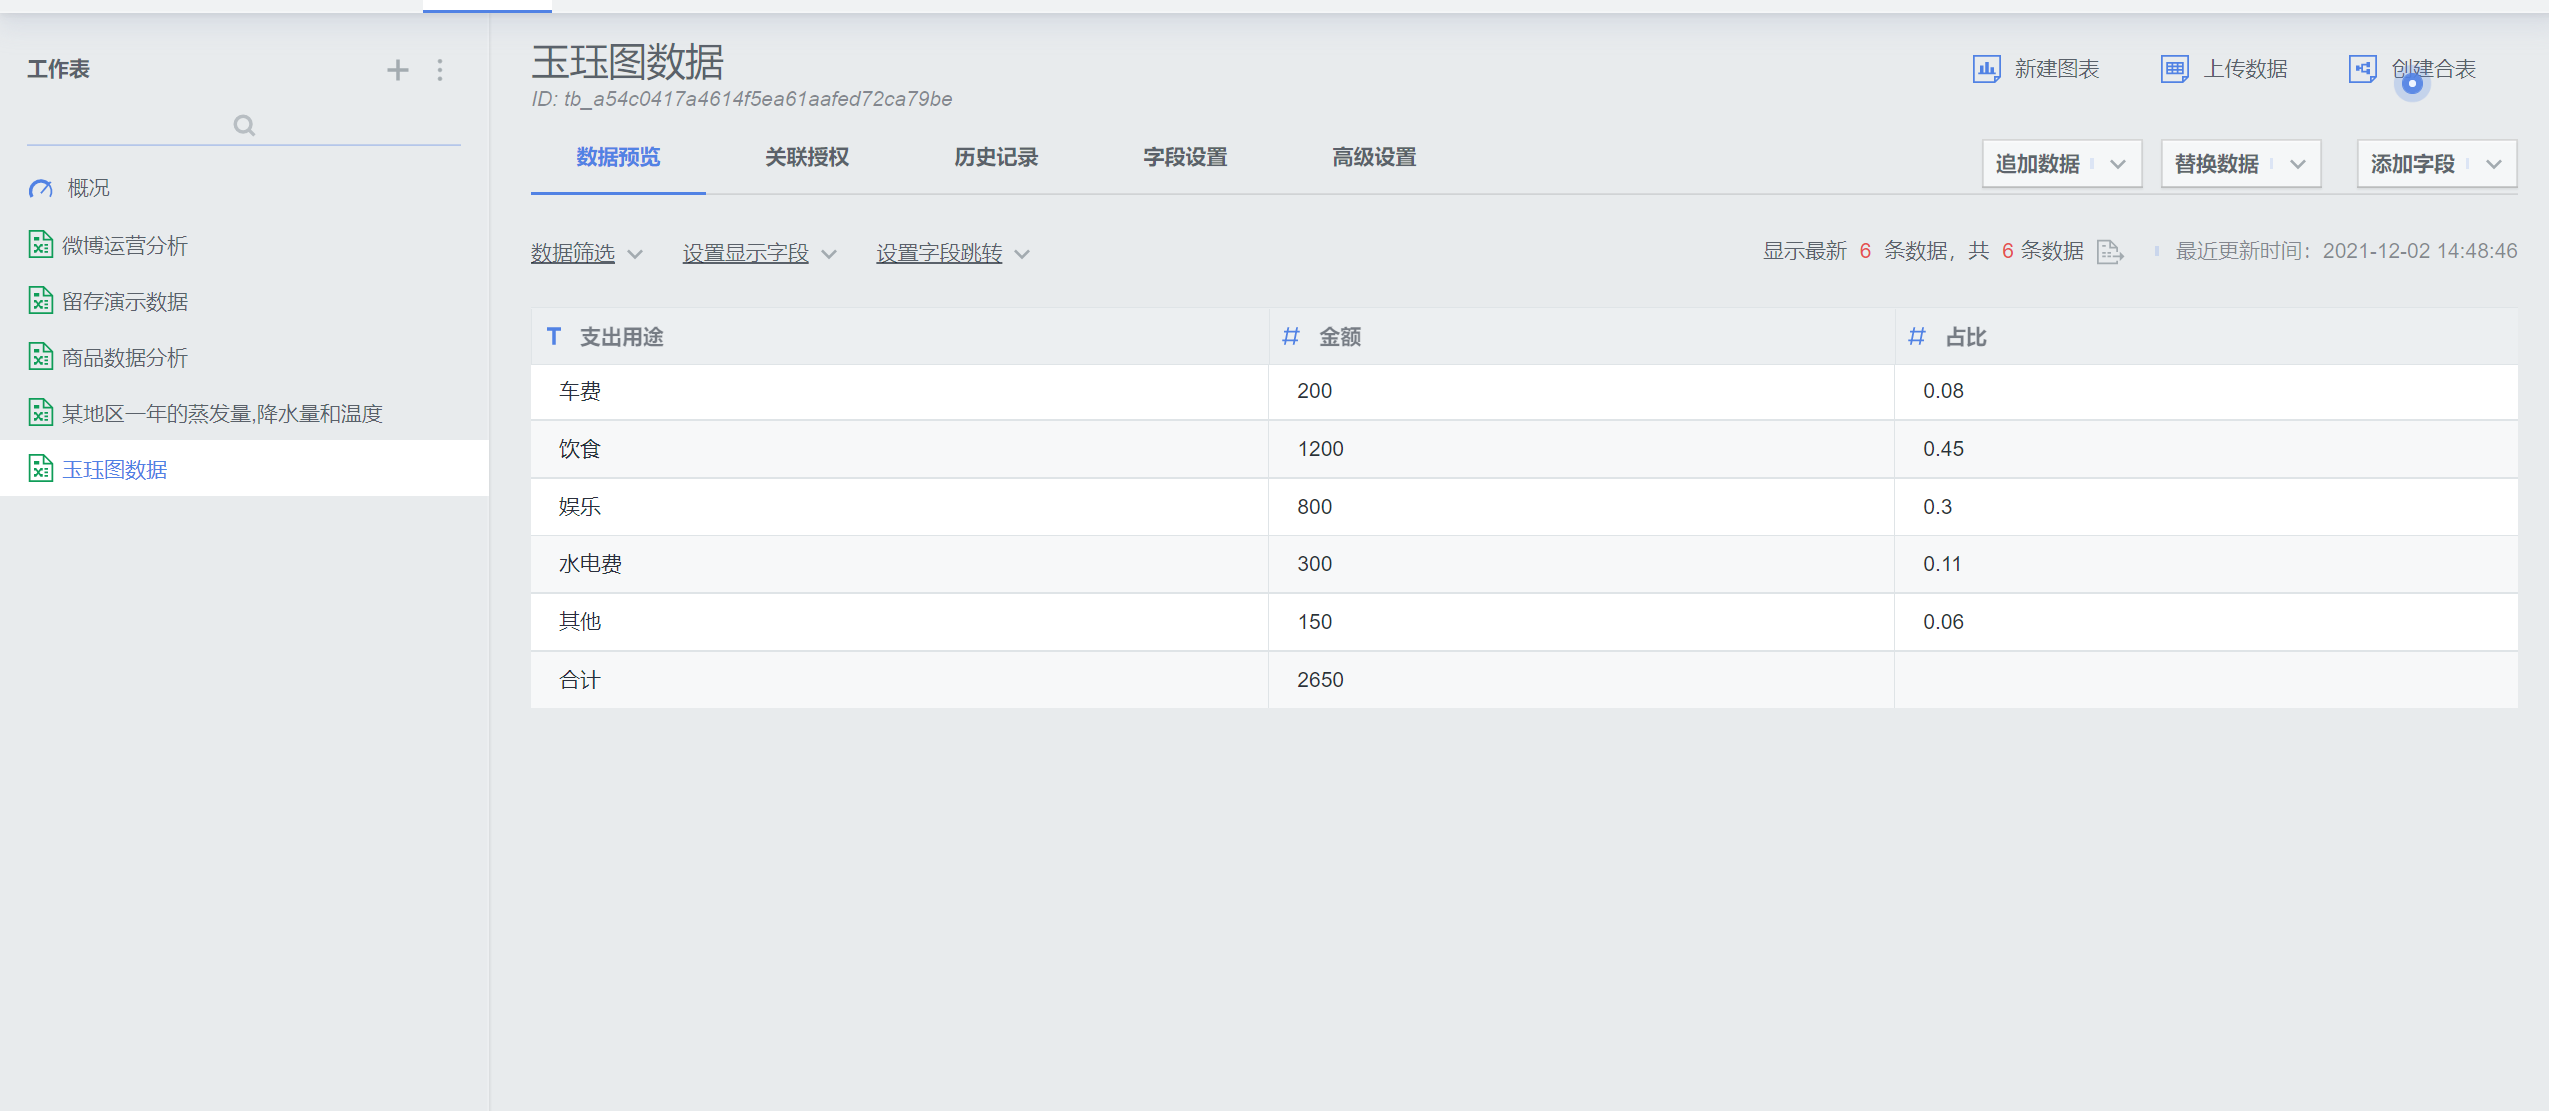 工作表
概况
微博运营分析
留存演示数据
商品数据分析
某地区一年的蒸发量,降水量和温度
玉珏图数据
玉珏图数据
ID: tb_a54c0417a4614f5ea61aafed72ca79be
新建图表 上传数据 创建合表
数据预览 关联授权 历史记录 字段设置 高级设置
追加数据 替换数据 添加字段
数据筛选 设置显示字段 设置字段跳转
显示最新 6 条数据，共 6 条数据 最近更新时间：2021-12-02 14:48:46
T 支出用途 # 金额 # 占比
车费 200 0.08
饮食 1200 0.45
娱乐 800 0.3
水电费 300 0.11
其他 150 0.06
合计 2650